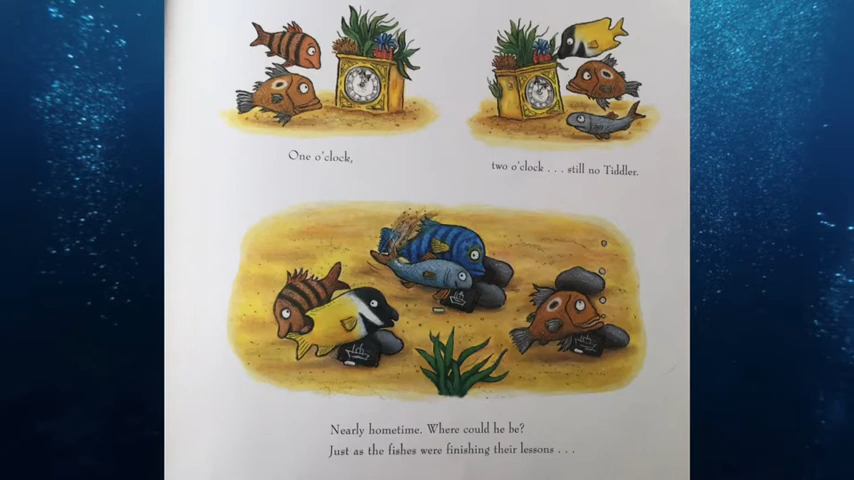 One o'clock,
two o'clock . . . still no Tiddler.
Nearly hometime. Where could he be?
Just as the fishes were finishing their lessons . . .